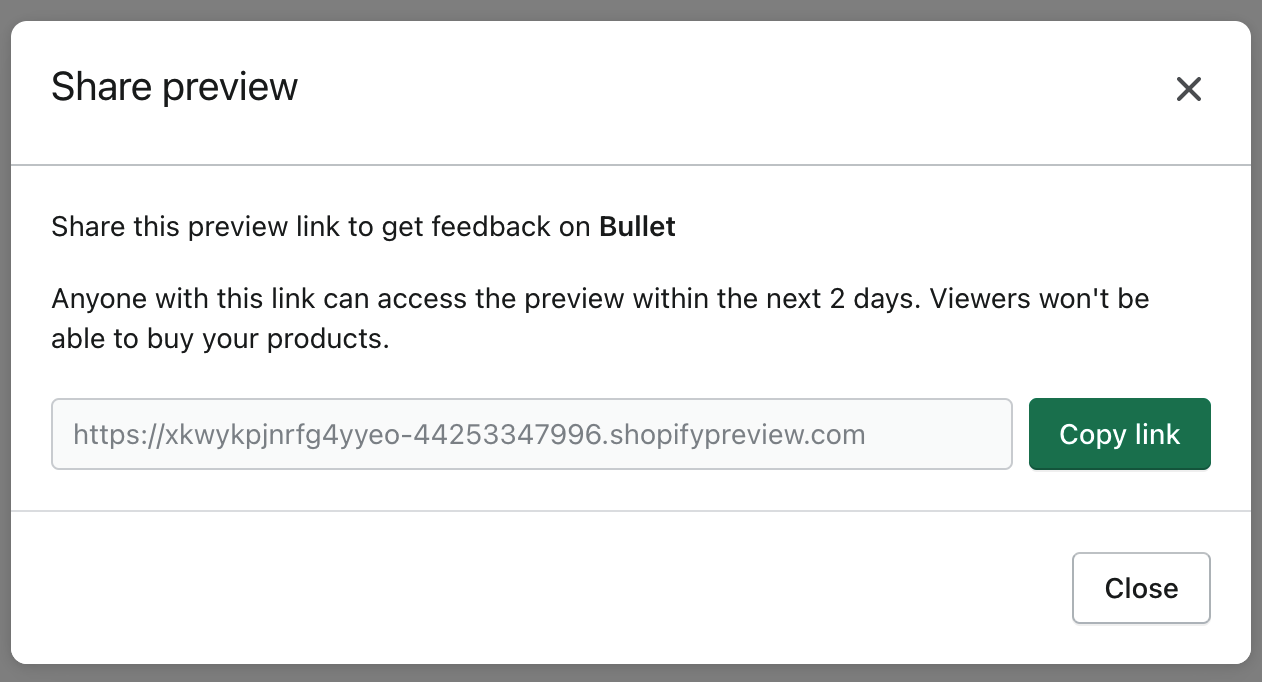 Share preview
Share this preview link to get feedback on Bullet
Anyone with this link can access the preview within the next 2 days. Viewers won't be
able to buy your products.
https://xkwykpjnrfg4yyeo-44253347996.shopifypreview.com
Copy link
Close